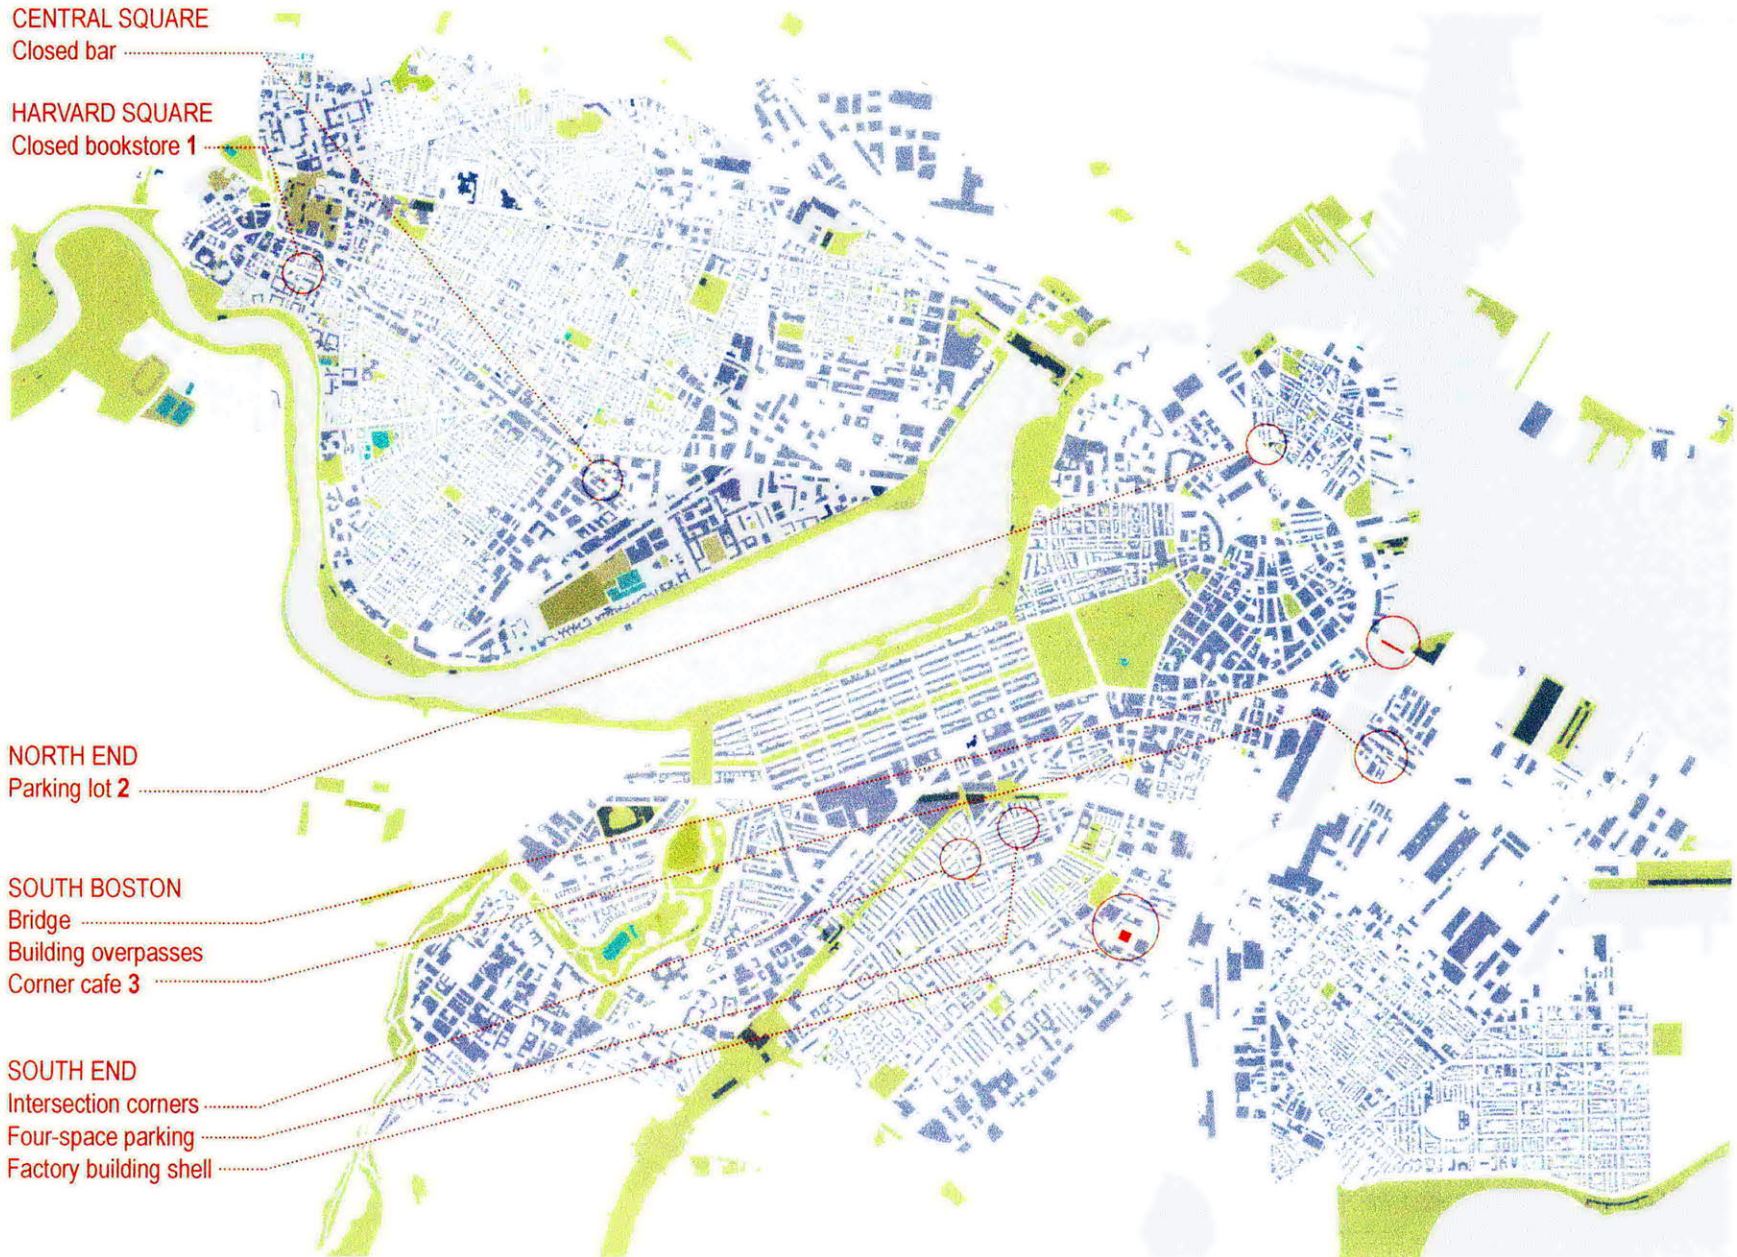 CENTRAL SQUARE
Closed bar
HARVARD SQUARE
Closed bookstore 1
NORTH END
Parking lot 2
SOUTH BOSTON
Bridge
Building overpasses
Corner cafe 3
SOUTH END
Intersection corners
Four-space parking
Factory building shell